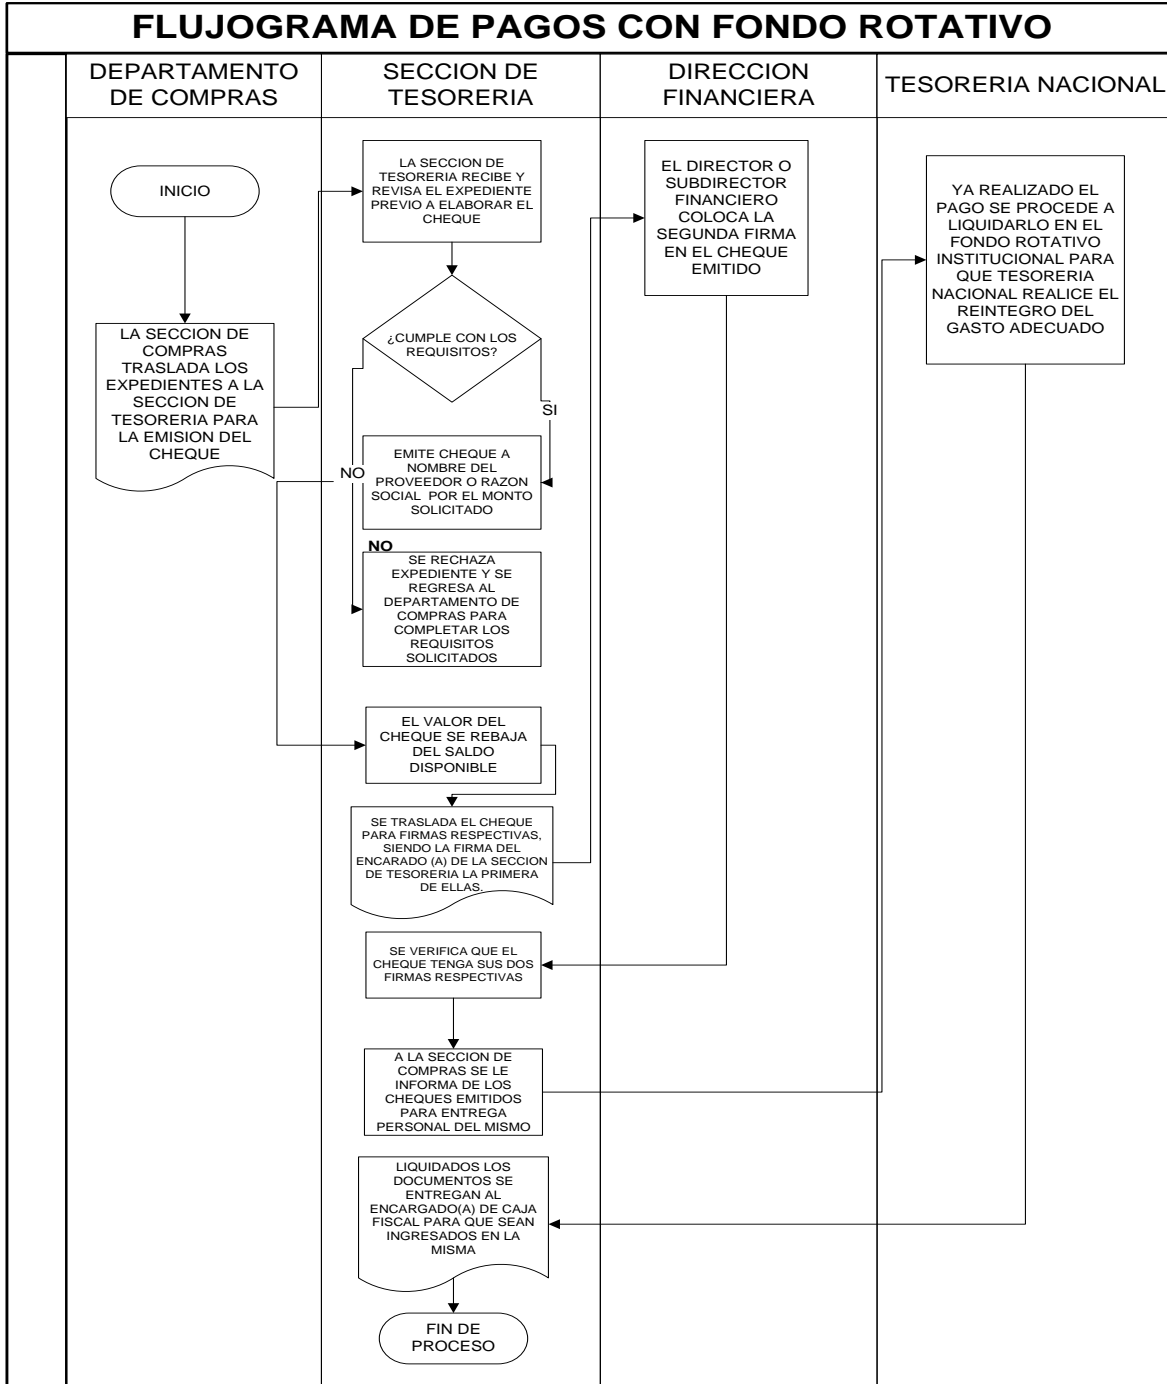 FLUJOGRAMA DE PAGOS CON FONDO ROTATIVO
DEPARTAMENTO
DE COMPRAS
SECCION DE
TESORERIA
DIRECCION
FINANCIERA
TESORERIA NACIONAL
INICIO
LA SECCION DE
COMPRAS
TRASLADA LOS
EXPEDIENTES A LA
SECCION DE
TESORERIA PARA
LA EMISION DEL
CHEQUE
LA SECCION DE
TESORERIA RECIBE Y
REVISA EL EXPEDIENTE
PREVIO A ELABORAR EL
CHEQUE
¿CUMPLE CON LOS
REQUISITOS?
SI
NO
EMITE CHEQUE A
NOMBRE DEL
PROVEEDOR O RAZON
SOCIAL POR EL MONTO
SOLICITADO
NO
SE RECHAZA
EXPEDIENTE Y SE
REGRESA AL
DEPARTAMENTO DE
COMPRAS PARA
COMPLETAR LOS
REQUISITOS
SOLICITADOS
EL VALOR DEL
CHEQUE SE REBAJA
DEL SALDO
DISPONIBLE
SE TRASLADA EL CHEQUE
PARA FIRMAS RESPECTIVAS,
SIENDO LA FIRMA DEL
ENCARADO (A) DE LA SECCION
DE TESORERIA LA PRIMERA
DE ELLAS.
EL DIRECTOR O
SUBDIRECTOR
FINANCIERO
COLOCA LA
SEGUNDA FIRMA
EN EL CHEQUE
EMITIDO
SE VERIFICA QUE EL
CHEQUE TENGA SUS DOS
FIRMAS RESPECTIVAS
A LA SECCION DE
COMPRAS SE LE
INFORMA DE LOS
CHEQUES EMITIDOS
PARA ENTREGA
PERSONAL DEL MISMO
YA REALIZADO EL
PAGO SE PROCEDE A
LIQUIDARLO EN EL
FONDO ROTATIVO
INSTITUCIONAL PARA
QUE TESORERIA
NACIONAL REALICE EL
REINTEGRO DEL
GASTO ADECUADO
LIQUIDADOS LOS
DOCUMENTOS SE
ENTREGAN AL
ENCARGADO(A) DE CAJA
FISCAL PARA QUE SEAN
INGRESADOS EN LA
MISMA
FIN DE
PROCESO